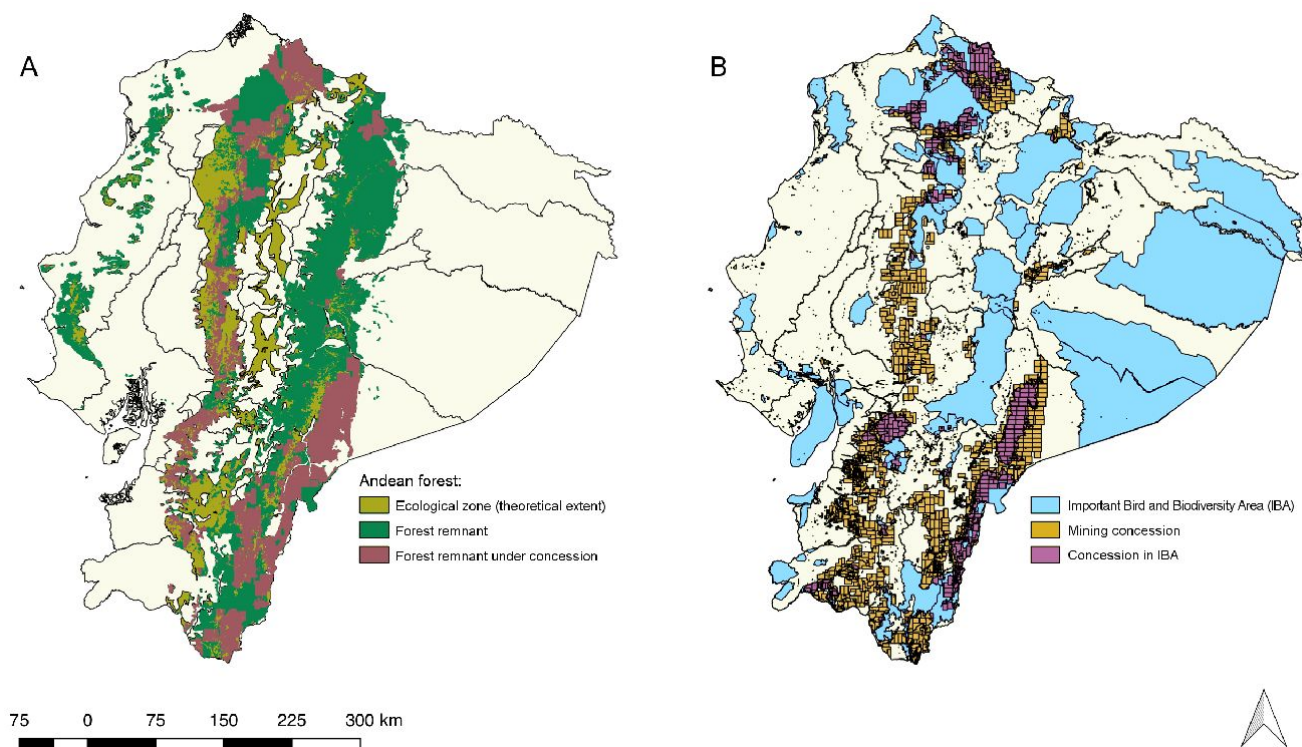 A
B
Andean forest:
Ecological zone (theoretical extent)
Forest remnant
Forest remnant under concession
Important Bird and Biodiversity Area (IBA)
Mining concession
Concession in IBA
75 0 75 150 225 300 km